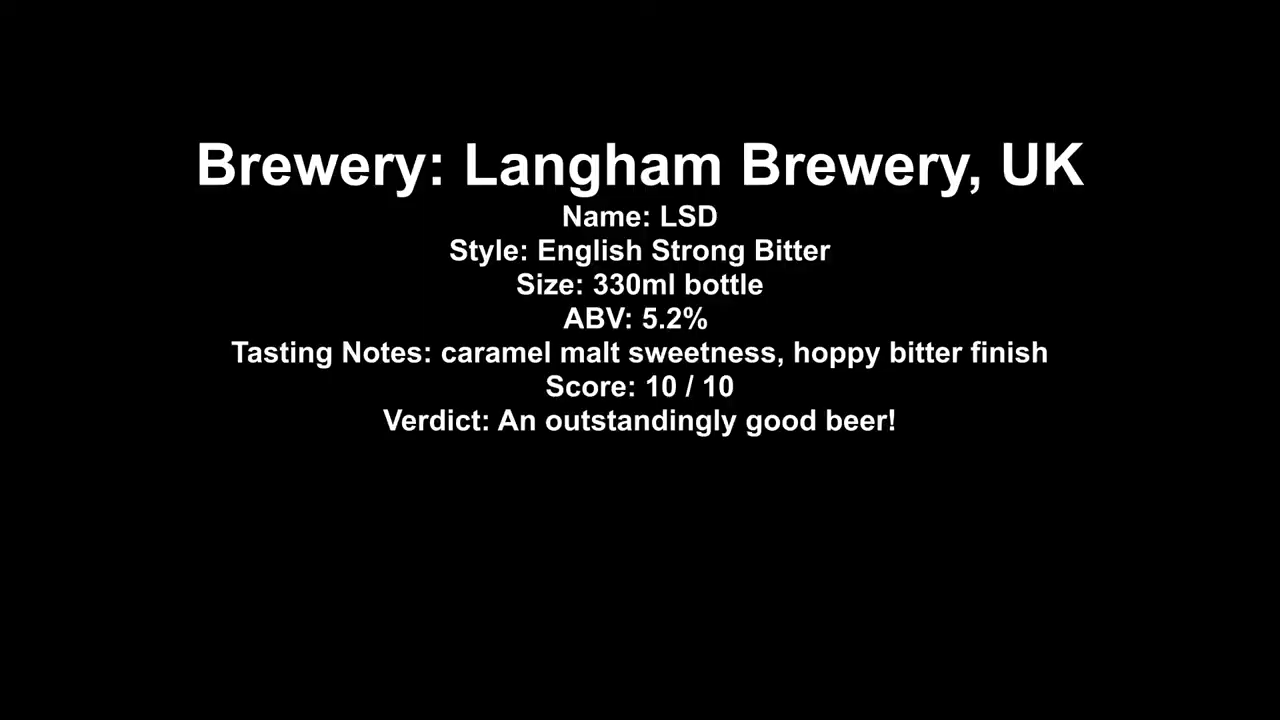 Brewery: Langham Brewery, UK
Name: LSD
Style: English Strong Bitter
Size: 330ml bottle
ABV: 5.2%
Tasting Notes: caramel malt sweetness, hoppy bitter finish
Score: 10 / 10
Verdict: An outstandingly good beer!